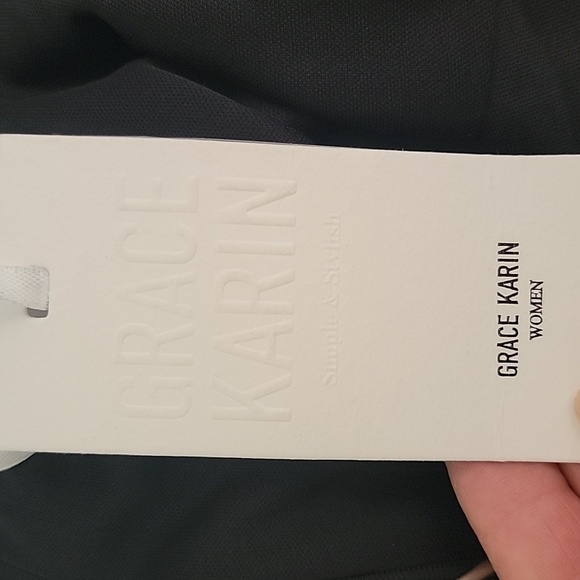 GRACE
KARIN
Simple & Stylish
GRACE KARIN
WOMEN